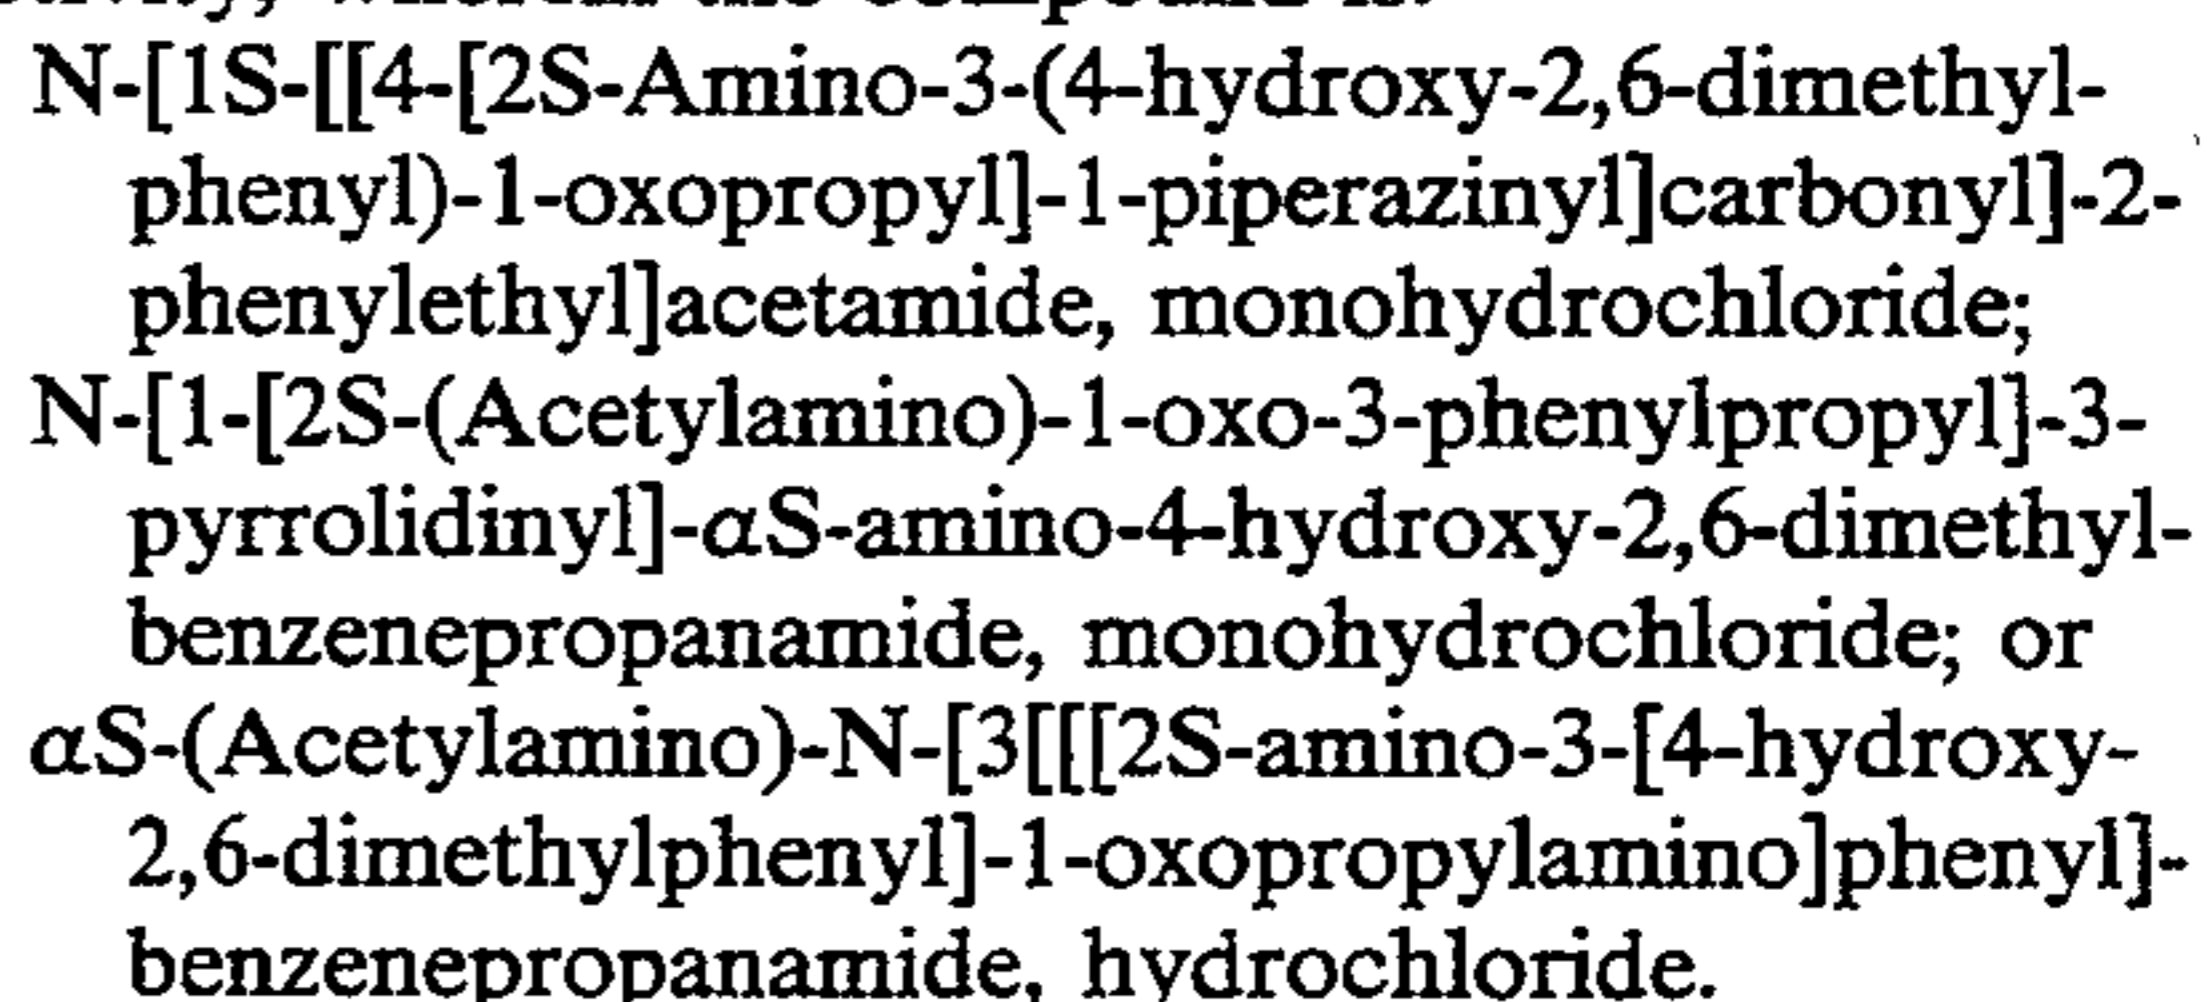 N-[1S-[[4-[2S-Amino-3-(4-hydroxy-2,6-dimethyl-
phenyl)-1-oxopropyl]-1-piperazinyl]carbonyl]-2-
phenylethyl]acetamide, monohydrochloride;
N-[1-[2S-(Acetylamino)-1-oxo-3-phenylpropyl]-3-
pyrrolidinyl]-αS-amino-4-hydroxy-2,6-dimethyl-
benzenepropanamide, monohydrochloride; or
αS-(Acetylamino)-N-[3[[[2S-amino-3-[4-hydroxy-
2,6-dimethylphenyl]-1-oxopropylamino]phenyl]-
benzenepropanamide, hydrochloride.